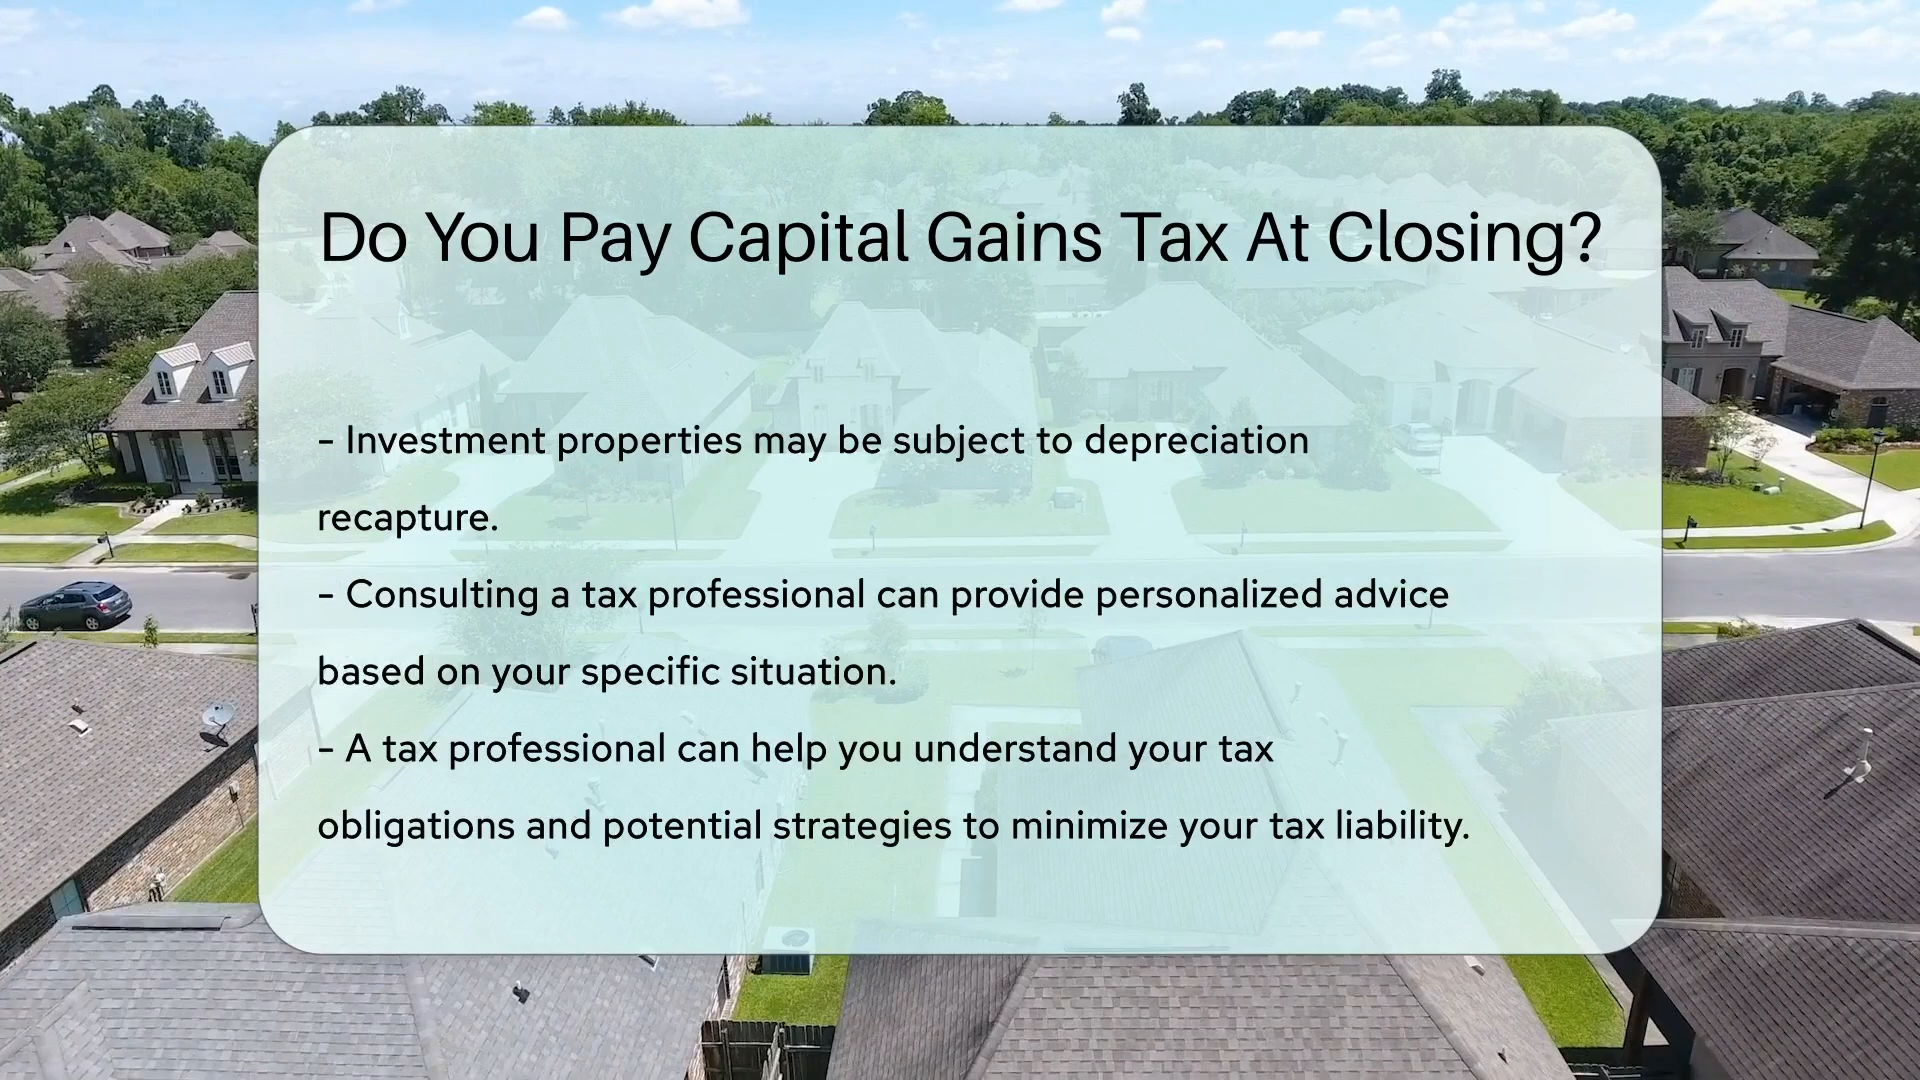 Do You Pay Capital Gains Tax At Closing?
- Investment properties may be subject to depreciation
recapture.
- Consulting a tax professional can provide personalized advice
based on your specific situation.
- A tax professional can help you understand your tax
obligations and potential strategies to minimize your tax liability.